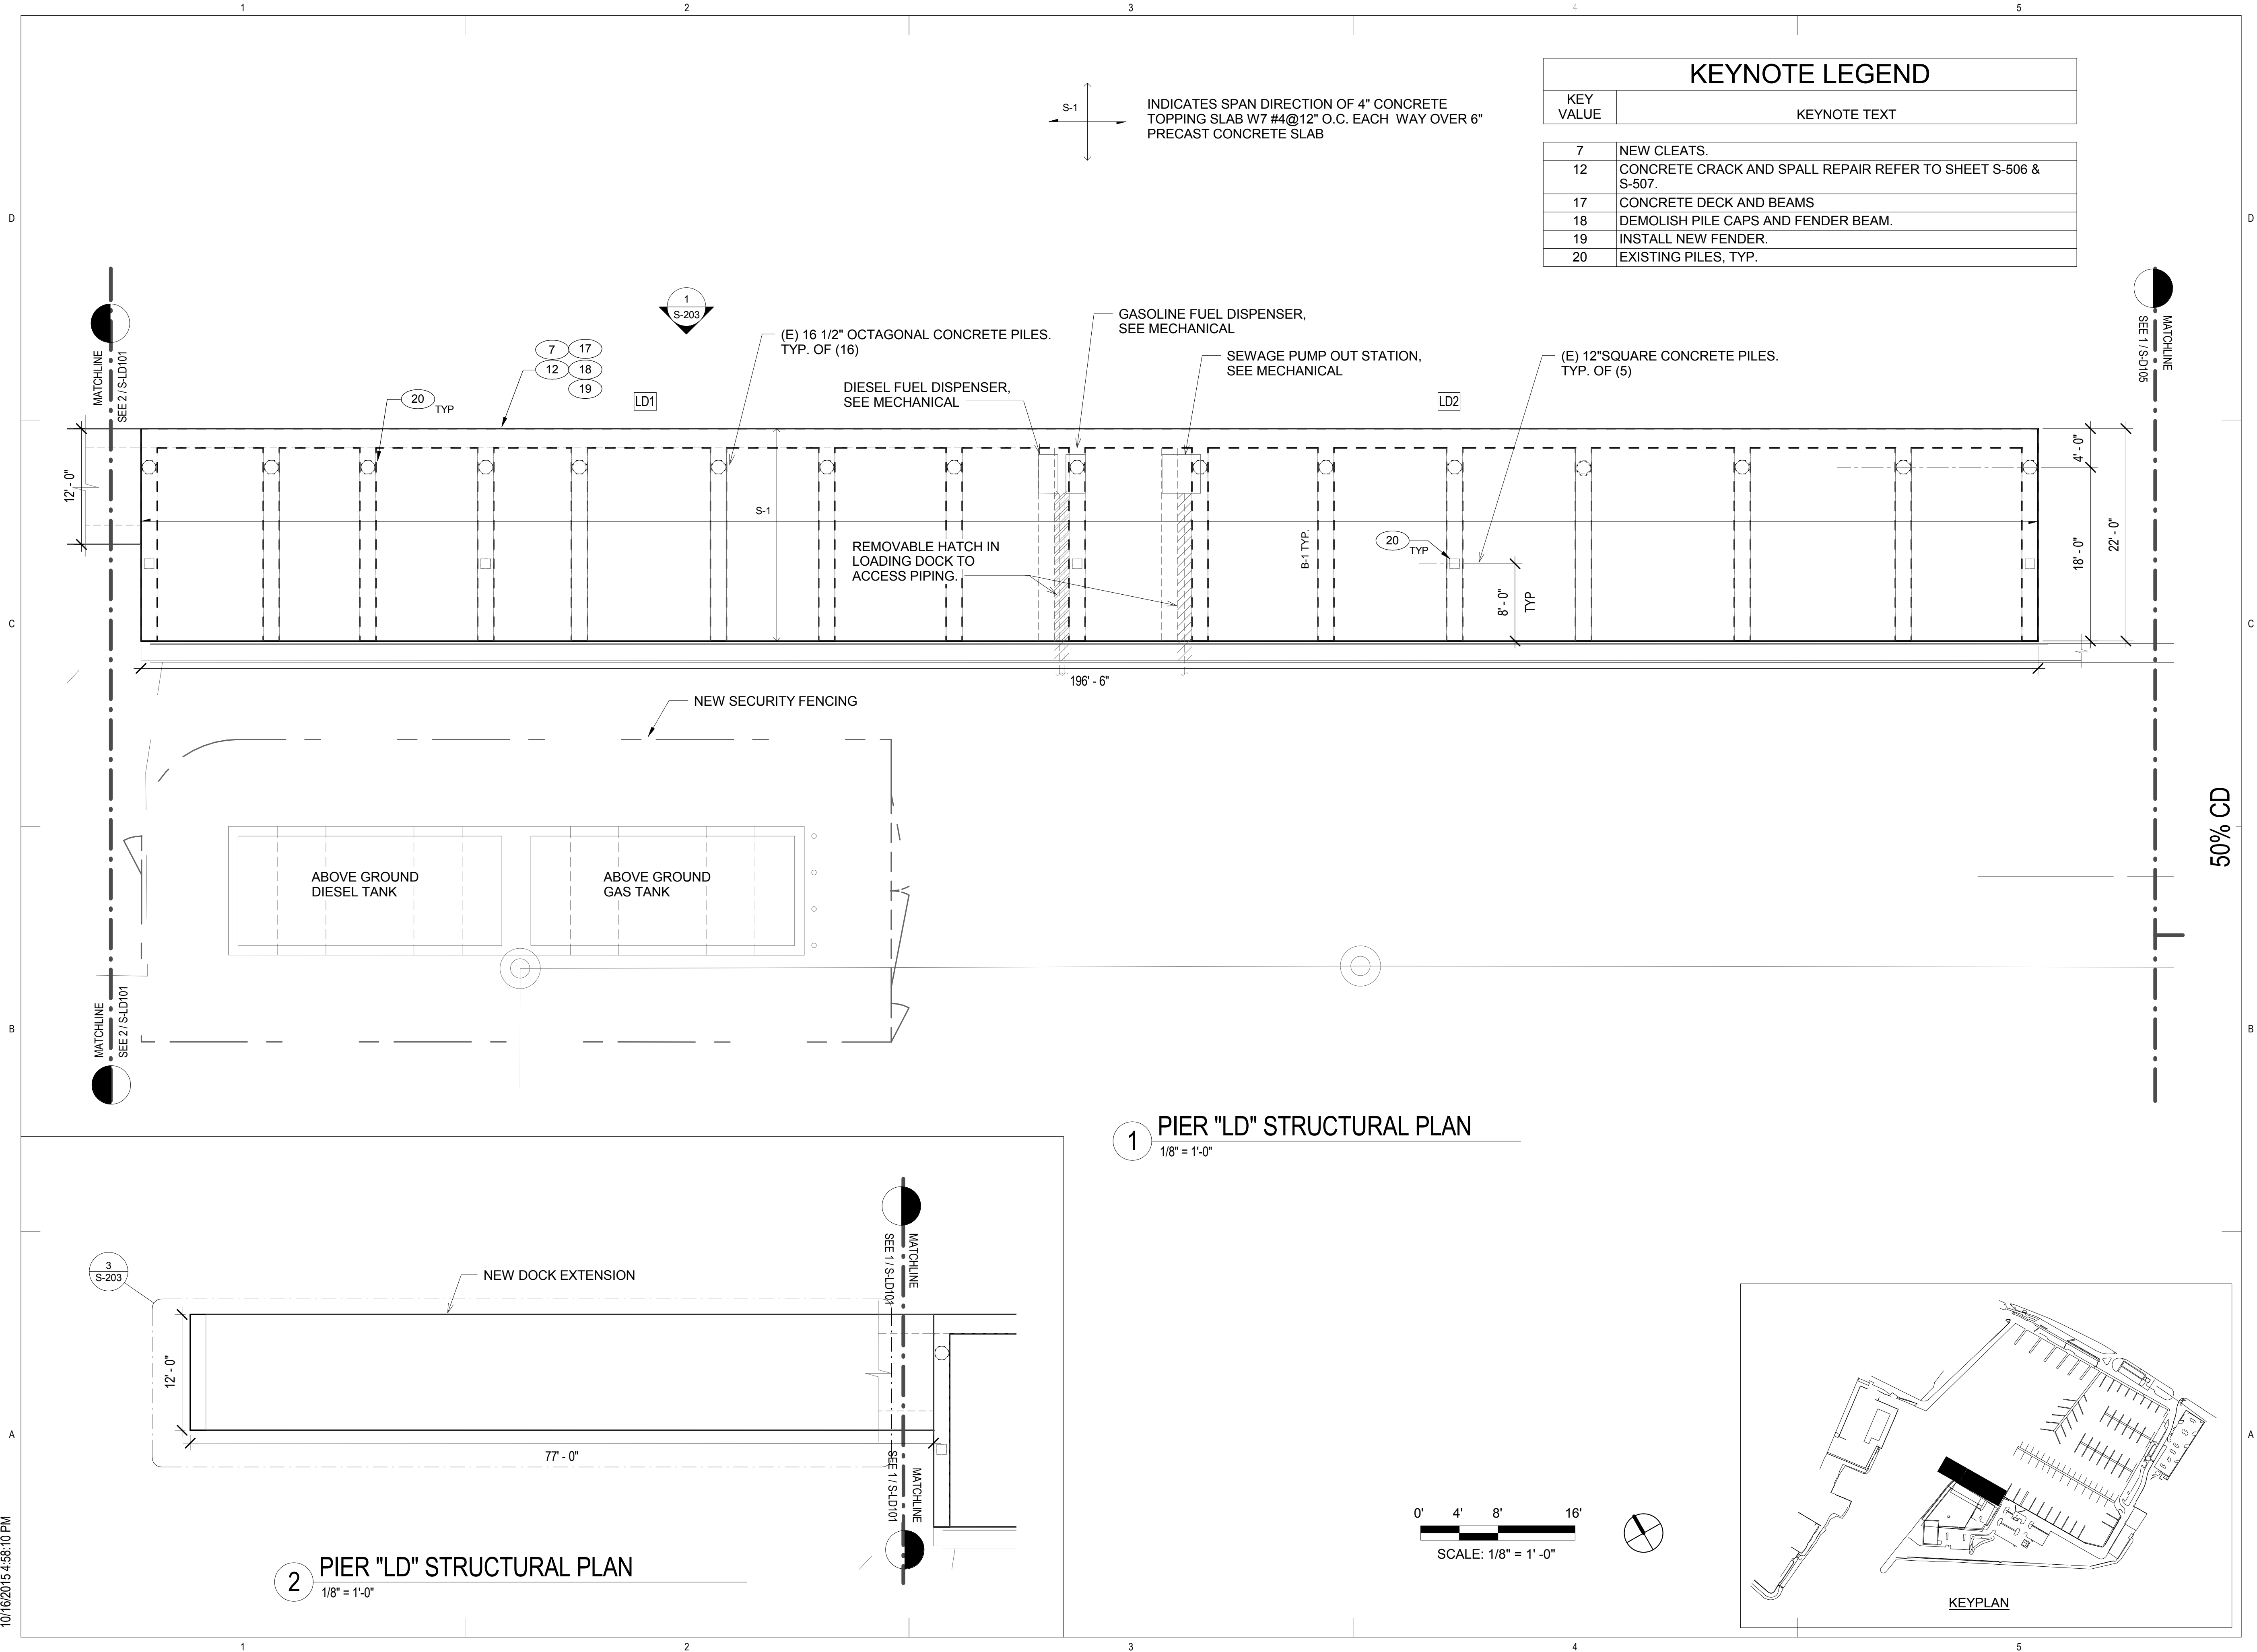 1
2
3
4
5
KEYNOTE LEGEND
KEY
VALUE
KEYNOTE TEXT
7 NEW CLEATS.
12 CONCRETE CRACK AND SPALL REPAIR REFER TO SHEET S-506 &
S-507.
17 CONCRETE DECK AND BEAMS
18 DEMOLISH PILE CAPS AND FENDER BEAM.
19 INSTALL NEW FENDER.
20 EXISTING PILES, TYP.
S-1
INDICATES SPAN DIRECTION OF 4" CONCRETE
TOPPING SLAB W7 #4@12" O.C. EACH WAY OVER 6"
PRECAST CONCRETE SLAB
D
D
MATCHLINE
SEE 2 / S-LD101
1
S-203
7
17
12
18
19
20
TYP
LD1
(E) 16 1/2" OCTAGONAL CONCRETE PILES.
TYP. OF (16)
DIESEL FUEL DISPENSER,
SEE MECHANICAL
GASOLINE FUEL DISPENSER,
SEE MECHANICAL
SEWAGE PUMP OUT STATION,
SEE MECHANICAL
LD2
(E) 12"SQUARE CONCRETE PILES.
TYP. OF (5)
MATCHLINE
SEE 1 / S-D105
12' - 0"
S-1
REMOVABLE HATCH IN
LOADING DOCK TO
ACCESS PIPING.
B-1 TYP.
20
TYP
8' - 0"
TYP
4' - 0"
18' - 0"
22' - 0"
C
C
196' - 6"
NEW SECURITY FENCING
ABOVE GROUND
DIESEL TANK
ABOVE GROUND
GAS TANK
50% CD
MATCHLINE
SEE 2 / S-LD101
B
B
1
PIER "LD" STRUCTURAL PLAN
1/8" = 1'-0"
3
S-203
NEW DOCK EXTENSION
MATCHLINE
SEE 1 / S-LD101
12' - 0"
77' - 0"
MATCHLINE
SEE 1 / S-LD101
A
A
2
PIER "LD" STRUCTURAL PLAN
1/8" = 1'-0"
0' 4' 8' 16'
SCALE: 1/8" = 1' -0"
KEYPLAN
10/16/2015 4:58:10 PM
1
2
3
4
5